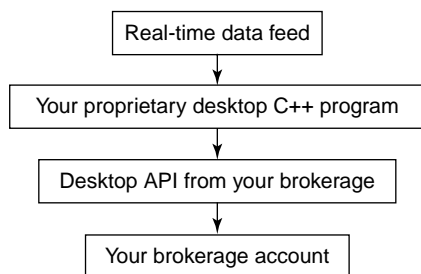 Real-time data feed
Your proprietary desktop C++ program
Desktop API from your brokerage
Your brokerage account